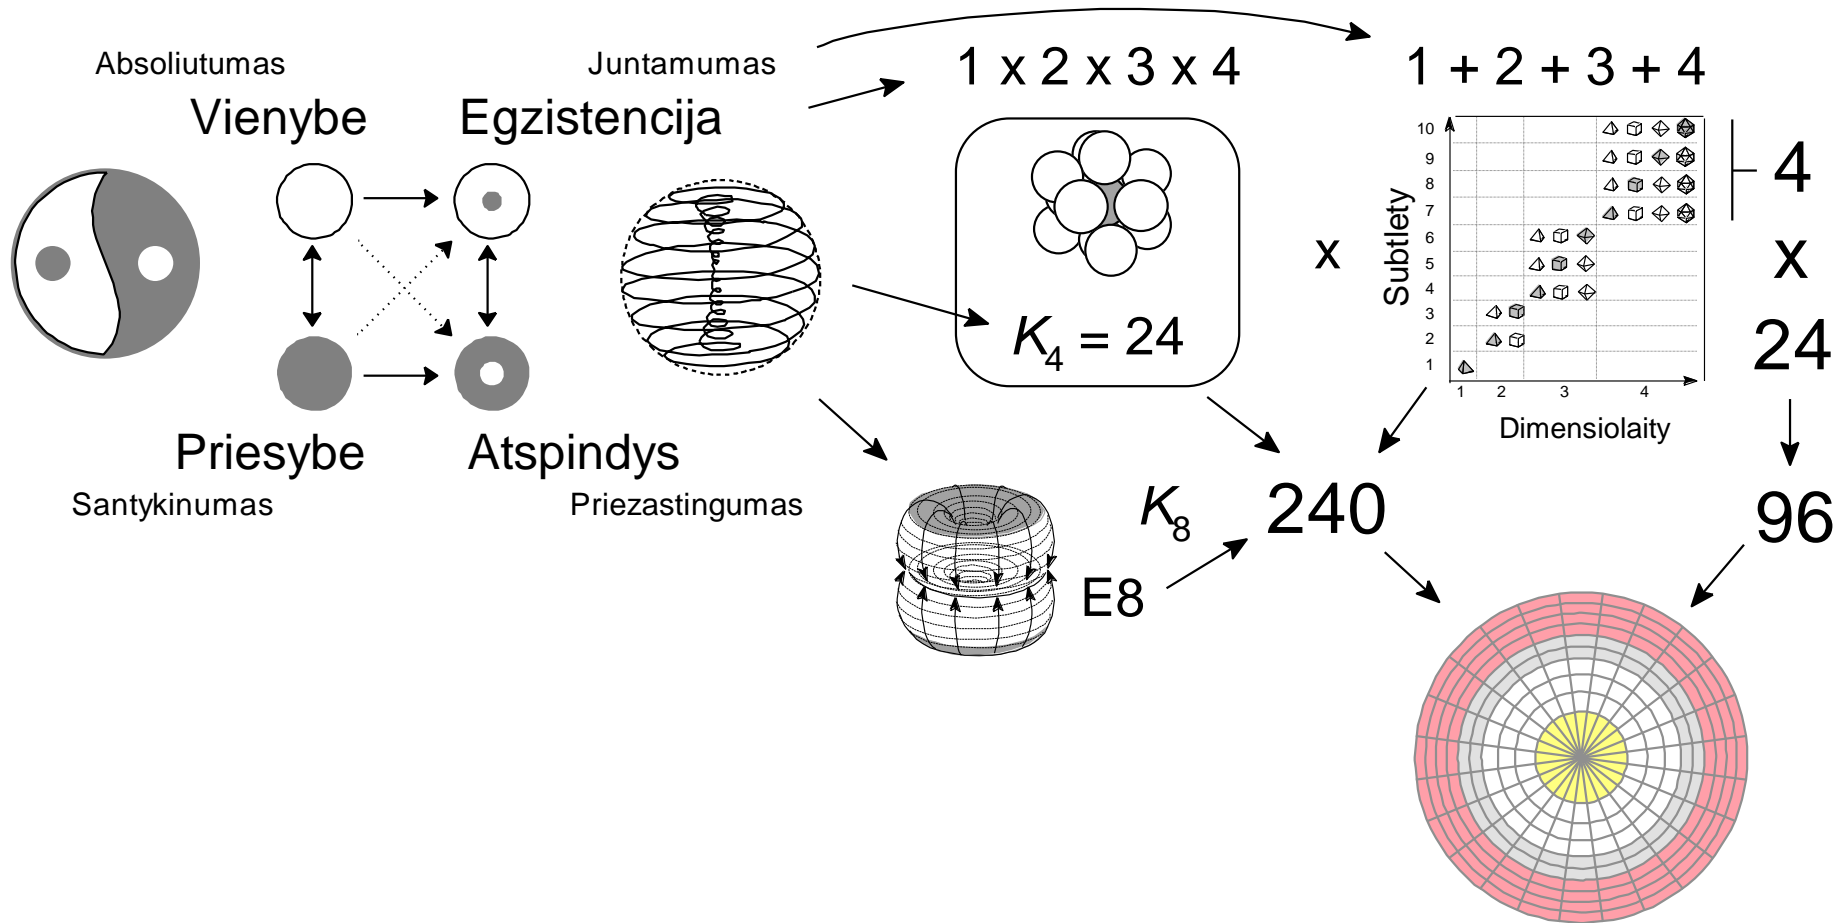 Absoliutumas
Juntamumas
1 x 2 x 3 x 4
1 + 2 + 3 + 4
Vienybe
Egzistencija
K4 = 24
x
Subtlety
10
9
8
7
6
5
4
3
2
1
1 2 3 4
Dimensiolaity
4
x
24
Priesybe
Atspindys
Santykinumas
Priezastingumas
K8
240
96
E8